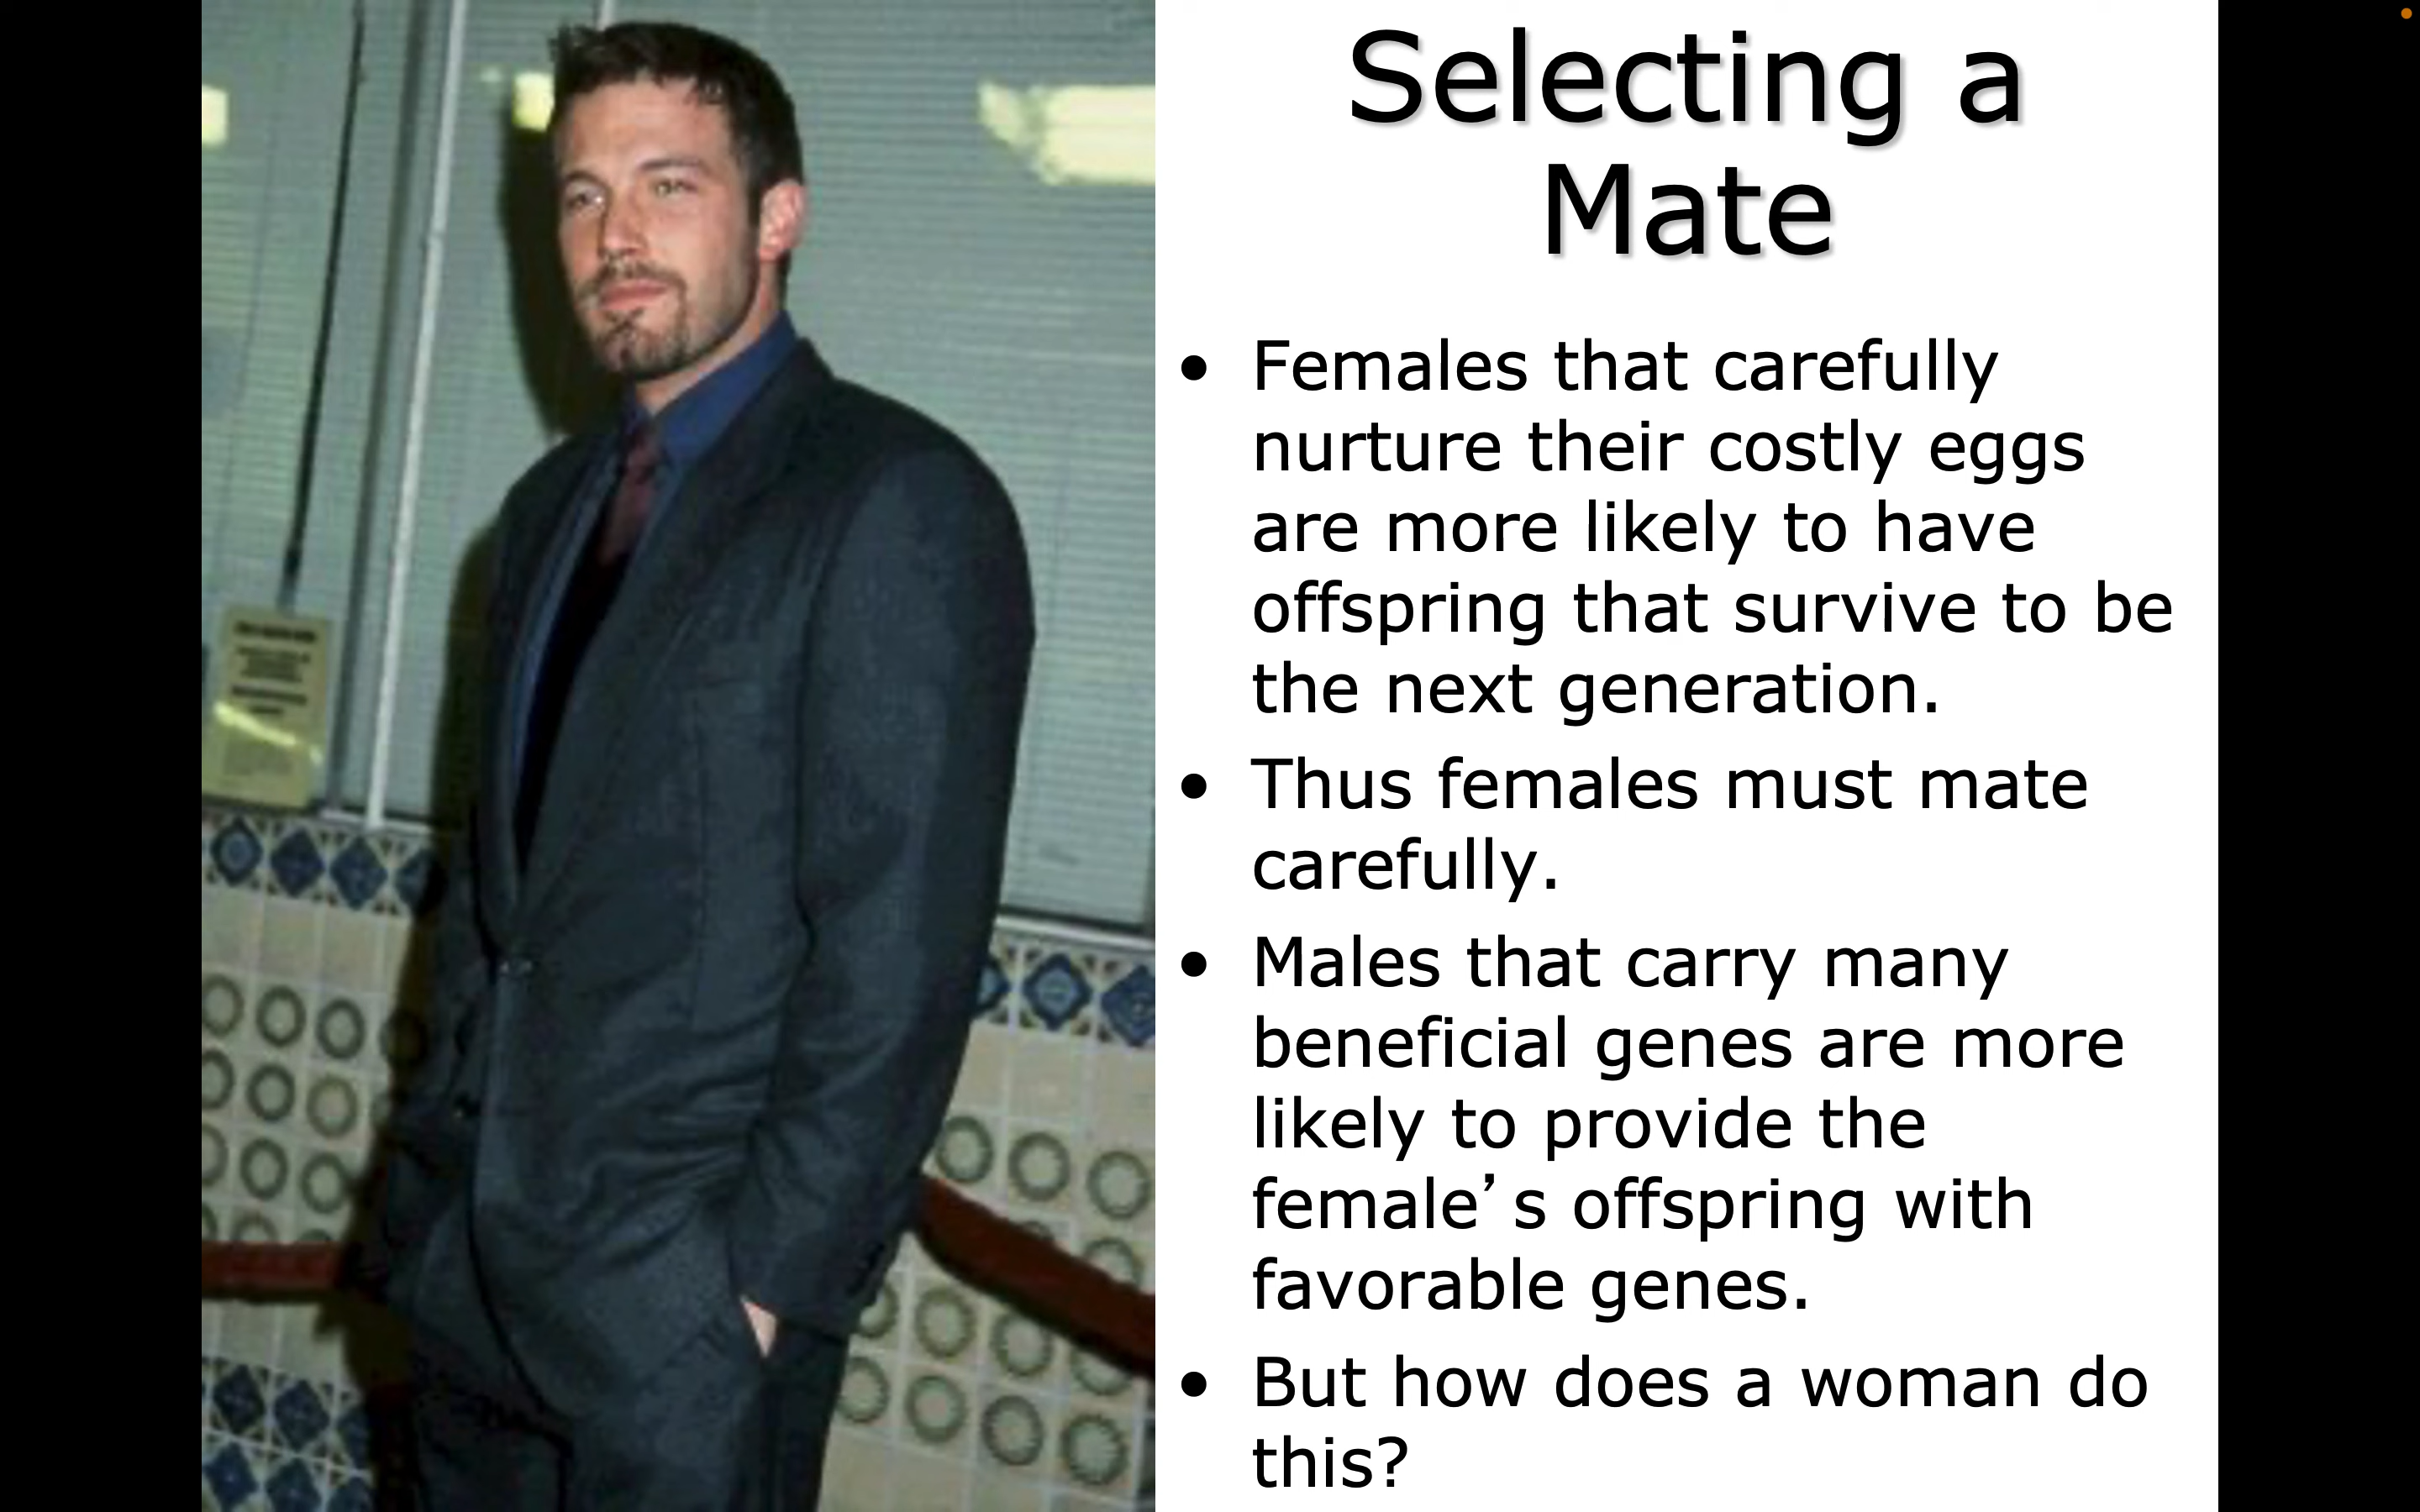 Selecting a
Mate
• Females that carefully
nurture their costly eggs
are more likely to have
offspring that survive to be
the next generation.
• Thus females must mate
carefully.
• Males that carry many
beneficial genes are more
likely to provide the
female’s offspring with
favorable genes.
• But how does a woman do
this?